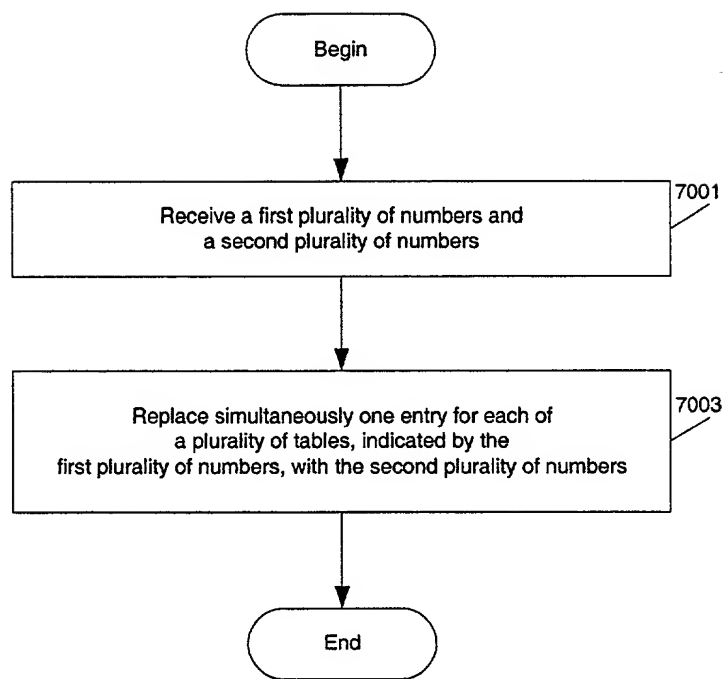 Begin
7001
Receive a first plurality of numbers and
a second plurality of numbers
7003
Replace simultaneously one entry for each of
a plurality of tables, indicated by the
first plurality of numbers, with the second plurality of numbers
End